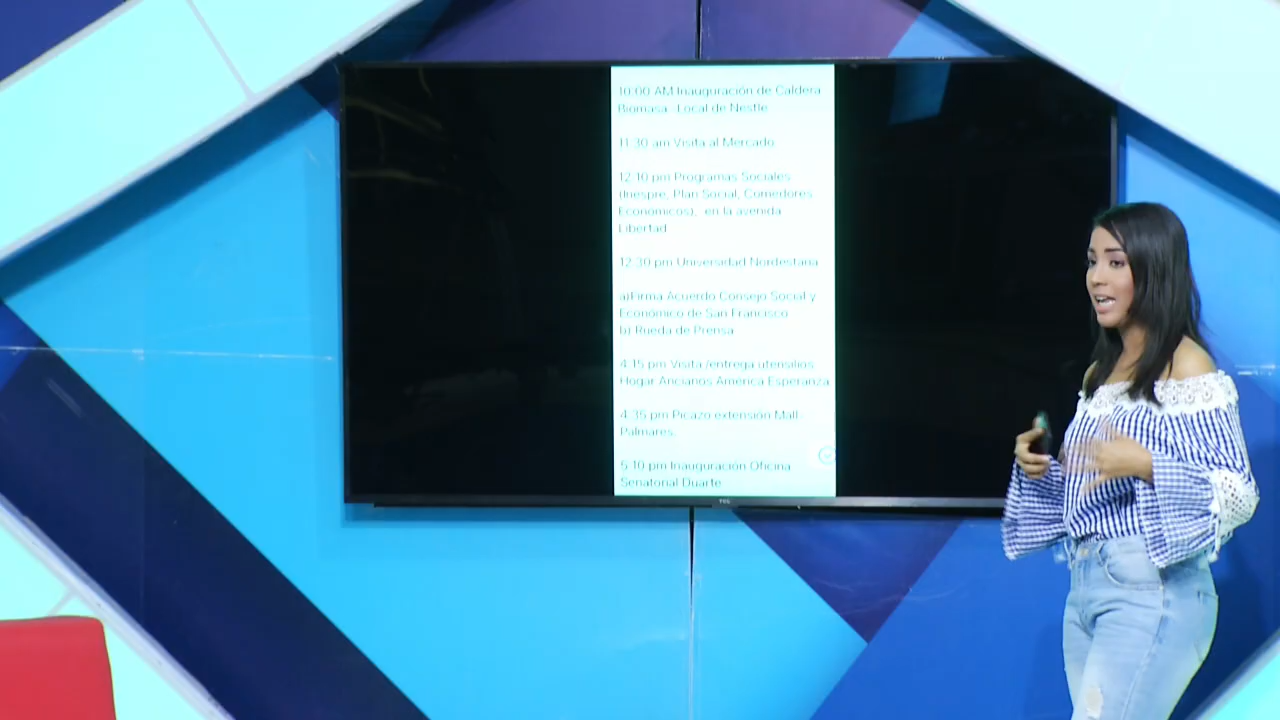 10:00 AM Inauguración de Caldera
Biomasa. Local de Nestle
11:30 am Visita al Mercado
12:10 pm Programas Sociales
(Inespre, Plan Social, Comedores
Económicos), en la avenida
Libertad
12:30 pm Universidad Nordestana
a)Firma Acuerdo Consejo Social y
Económico de San Francisco
b) Rueda de Prensa
4:15 pm Visita /entrega utensilios
Hogar Ancianos América Esperanza
4:35 pm Picazo extensión Mall-
Palmares.
5:10 pm Inauguración Oficina
Senatorial Duarte
TCL